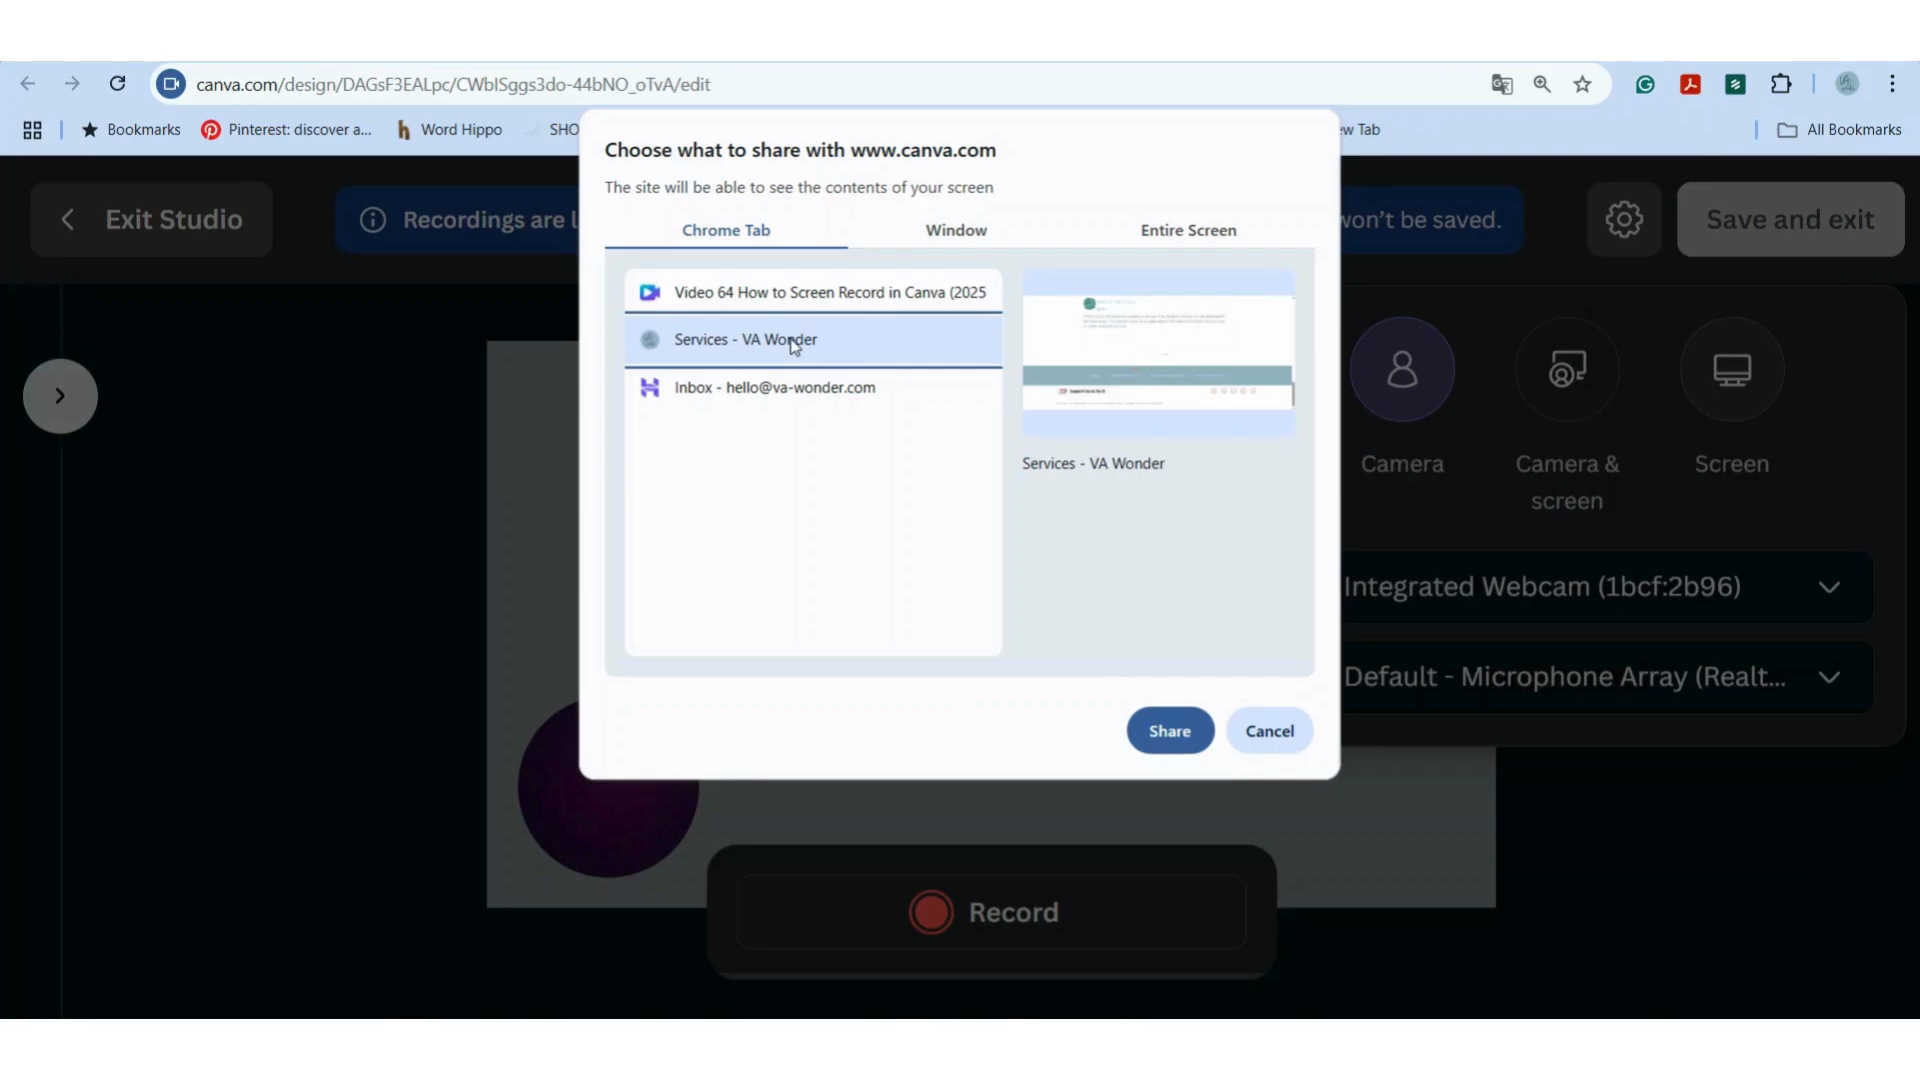 canva.com/design/DAGsF3EALpc/CWbISggs3do-44bNO_oTvA/edit
Bookmarks
Pinterest: discover a...
Word Hippo
SHO
ew Tab
All Bookmarks
Choose what to share with www.canva.com
The site will be able to see the contents of your screen
Chrome Tab
Window
Entire Screen
Exit Studio
Recordings are l
won't be saved.
Save and exit
Video 64 How to Screen Record in Canva (2025
Services - VA Wonder
Inbox - hello@va-wonder.com
Services - VA Wonder
Camera
Camera &
screen
Screen
Integrated Webcam (1bcf:2b96)
Default - Microphone Array (Realt...
Share
Cancel
Record